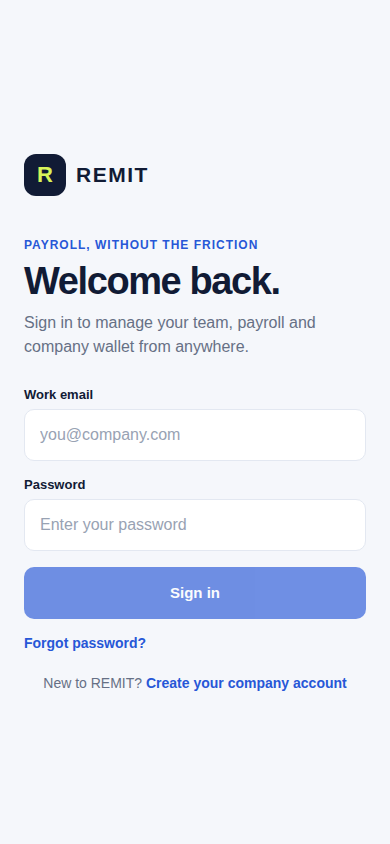 R
REMIT
PAYROLL, WITHOUT THE FRICTION
Welcome back.
Sign in to manage your team, payroll and
company wallet from anywhere.
Work email
you@company.com
Password
Enter your password
Sign in
Forgot password?
New to REMIT? Create your company account